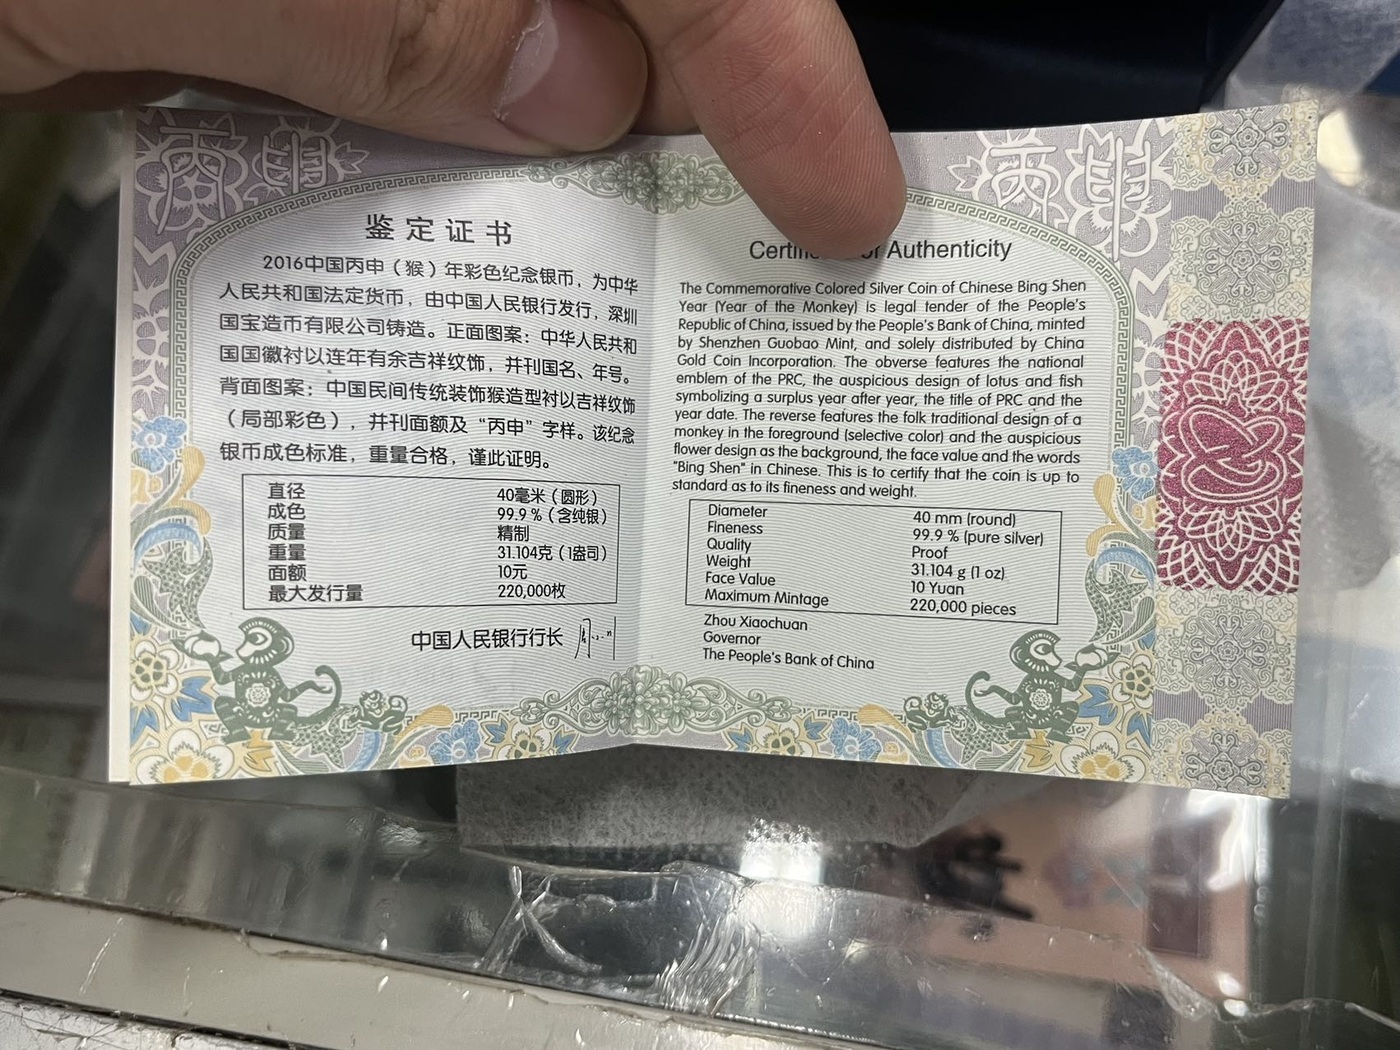 丙申
丙申
鉴定证书
2016中国丙申（猴）年彩色纪念银币，为中华
人民共和国法定货币，由中国人民银行发行，深圳
国宝造币有限公司铸造。正面图案：中华人民共和
国国徽衬以连年有余吉祥纹饰，并刊国名、年号。
背面图案：中国民间传统装饰猴造型衬以吉祥纹饰
（局部彩色），并刊面额及“丙申”字样。该纪念
银币成色标准，重量合格，谨此证明。
直径 40毫米（圆形）
成色 99.9％（含纯银）
质量 精制
重量 31.104克（1盎司）
面额 10元
最大发行量 220,000枚
中国人民银行行长
Authenticity
The Commemorative Colored Silver Coin of Chinese Bing Shen
Year (Year of the Monkey) is legal tender of the People's
Republic of China, issued by the People's Bank of China, minted
by Shenzhen Guobao Mint, and solely distributed by China
Gold Coin Incorporation. The obverse features the national
emblem of the PRC, the auspicious design of lotus and fish
symbolizing a surplus year after year, the title of PRC and the
year date. The reverse features the folk traditional design of a
monkey in the foreground (selective color) and the auspicious
flower design as the background, the face value and the words
"Bing Shen" in Chinese. This is to certify that the coin is up to
standard as to its fineness and weight.
Diameter 40 mm (round)
Fineness 99.9 % (pure silver)
Quality Proof
Weight 31.104 g (1 oz)
Face Value 10 Yuan
Maximum Mintage 220,000 pieces
Zhou Xiaochuan
Governor
The People's Bank of China